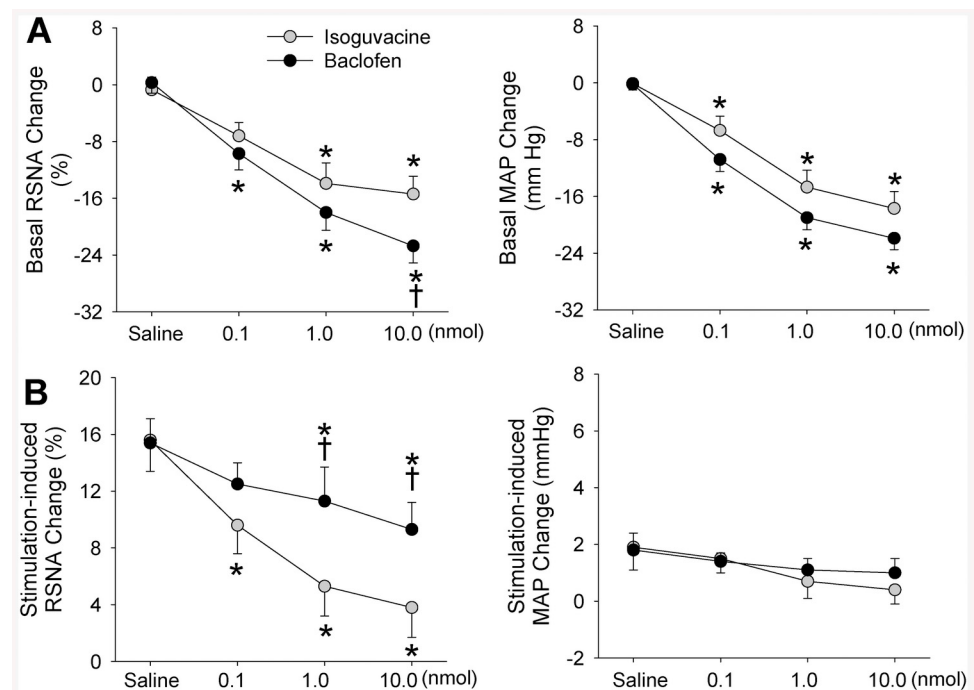 A
Isoguvacine
Baclofen
Basal RSNA Change
(%)
8
0
-8
-16
-24
-32
*
*
*
*
*
†
Saline 0.1 1.0 10.0 (nmol)
Basal MAP Change
(mm Hg)
8
0
-8
-16
-24
-32
*
*
*
*
*
*
Saline 0.1 1.0 10.0 (nmol)
B
Stimulation-induced
RSNA Change (%)
20
16
12
8
4
0
*
†
*
†
*
*
*
Saline 0.1 1.0 10.0 (nmol)
Stimulation-induced
MAP Change (mmHg)
8
6
4
2
0
-2
Saline 0.1 1.0 10.0 (nmol)